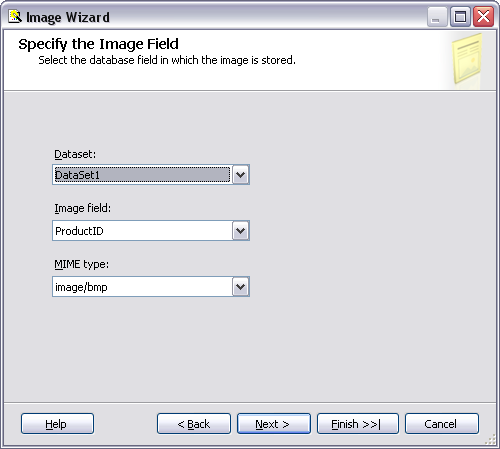 Image Wizard
Specify the Image Field
Select the database field in which the image is stored.
Dataset:
DataSet1
Image field:
ProductID
MIME type:
image/bmp
Help
< Back
Next >
Finish >>|
Cancel